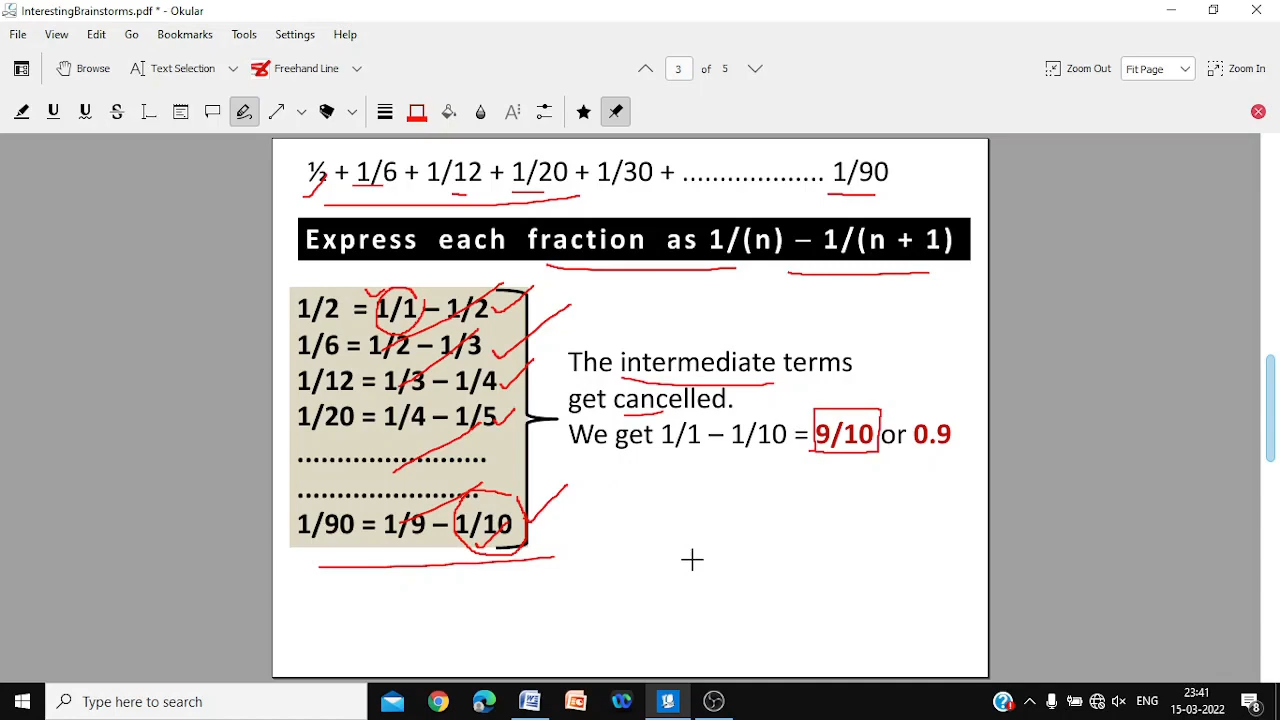 InterestingBrainstorms.pdf * - Okular
File View Edit Go Bookmarks Tools Settings Help
Browse Text Selection Freehand Line 3 of 5 Zoom Out Fit Page Zoom In
½ + 1/6 + 1/12 + 1/20 + 1/30 + ................... 1/90
Express each fraction as 1/(n) – 1/(n + 1)
1/2 = 1/1 – 1/2
1/6 = 1/2 – 1/3
1/12 = 1/3 – 1/4
1/20 = 1/4 – 1/5
.........................
........................
1/90 = 1/9 – 1/10
The intermediate terms
get cancelled.
We get 1/1 – 1/10 = 9/10 or 0.9
Type here to search
ENG
23:41
15-03-2022
8